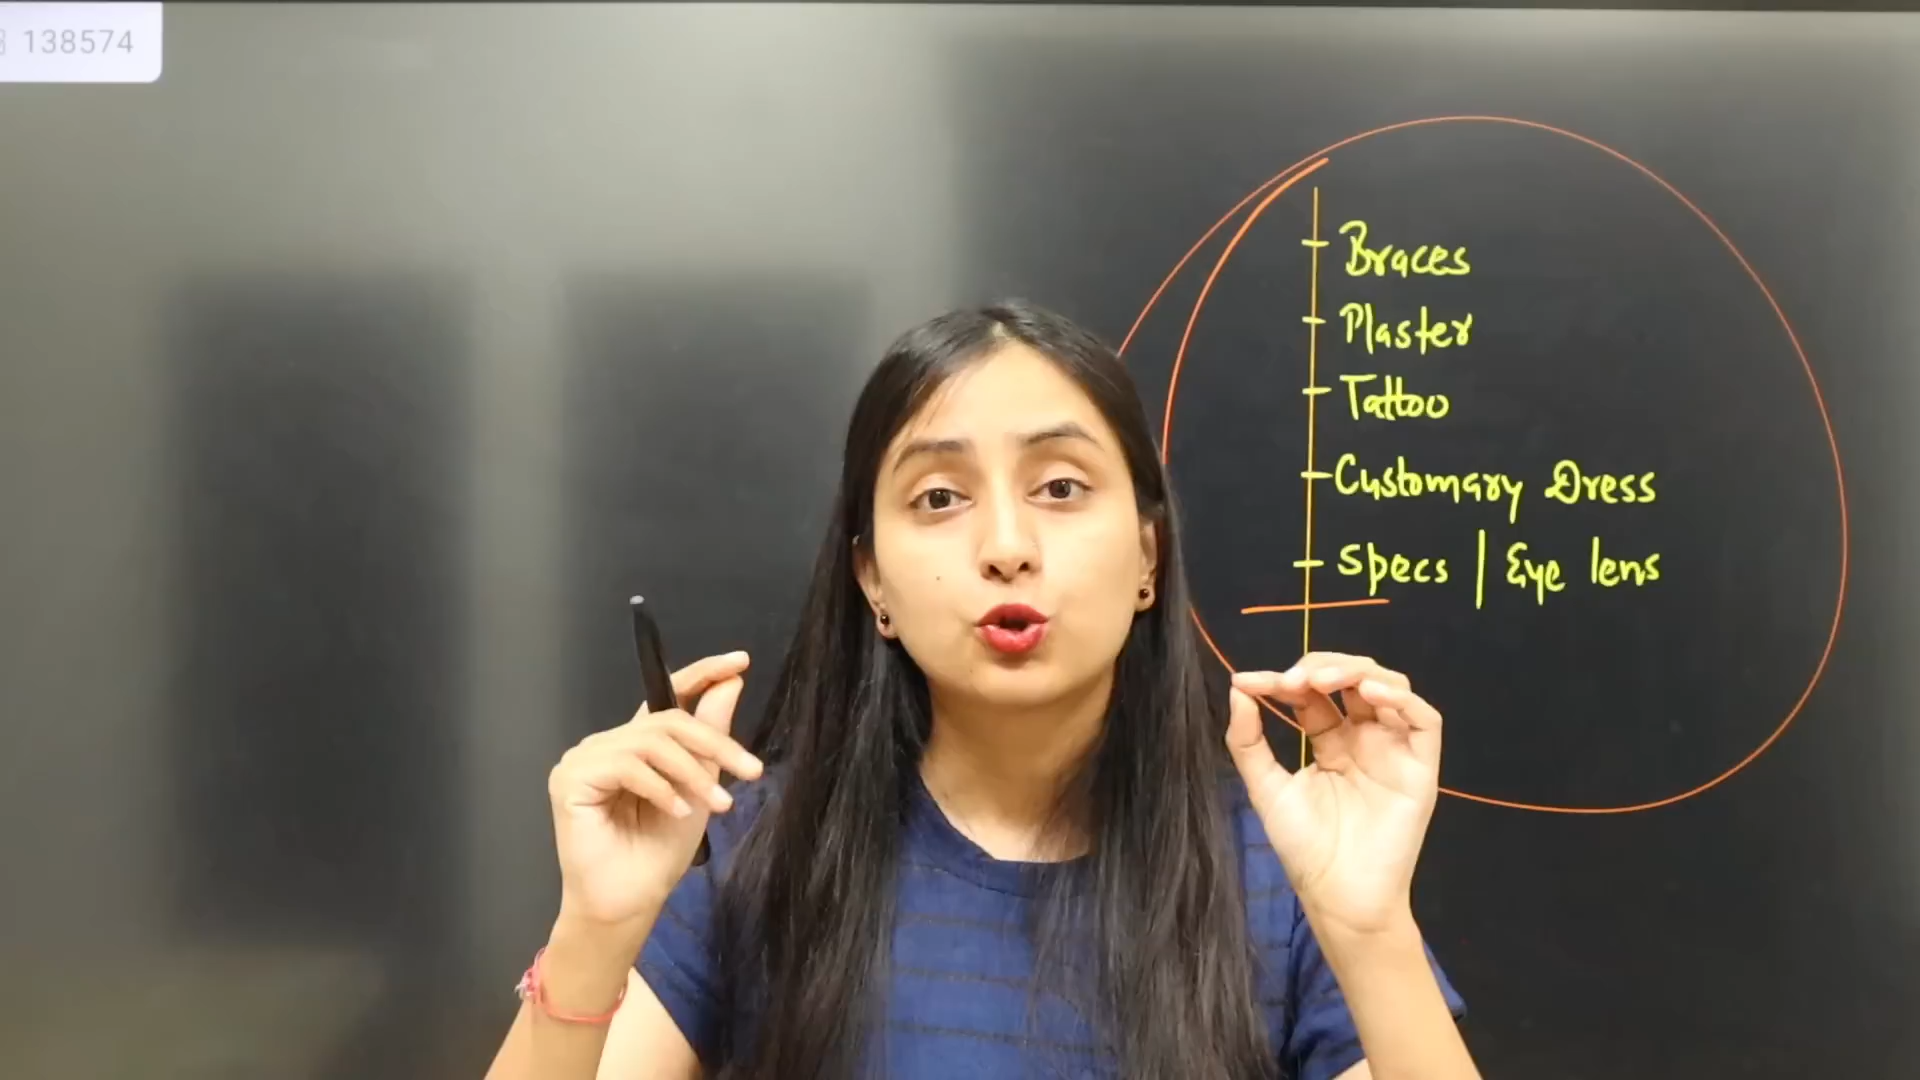 138574
Braces
Plaster
Tattoo
Customary Dress
Specs | Eye lens